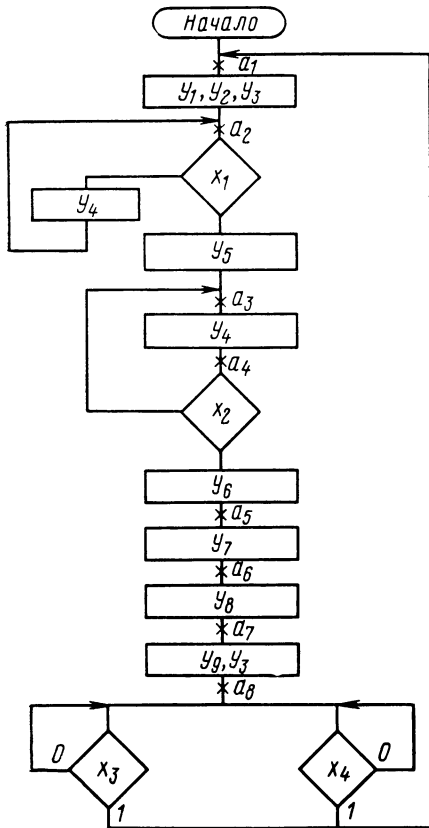 Начало
a₁
y₁, y₂, y₃
a₂
x₁
y₄
y₅
a₃
y₄
a₄
x₂
y₆
a₅
y₇
a₆
y₈
a₇
y₉, y₃
a₈
0 x₃ x₄ 0
1 1